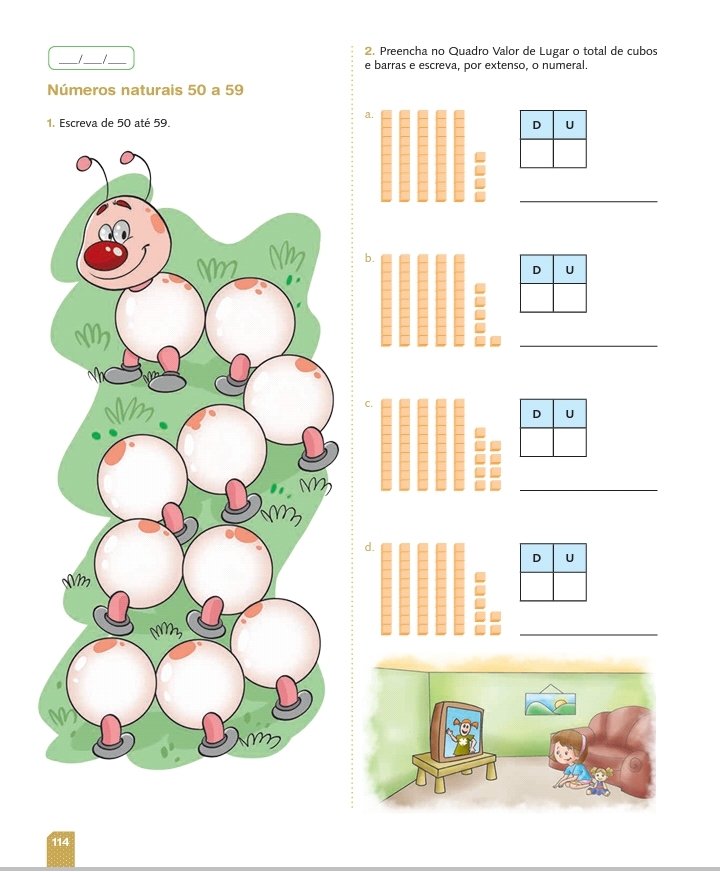 ___/___/___
Números naturais 50 a 59
1. Escreva de 50 até 59.
2. Preencha no Quadro Valor de Lugar o total de cubos
e barras e escreva, por extenso, o numeral.
a.
D U
b.
D U
c.
D U
d.
D U
114